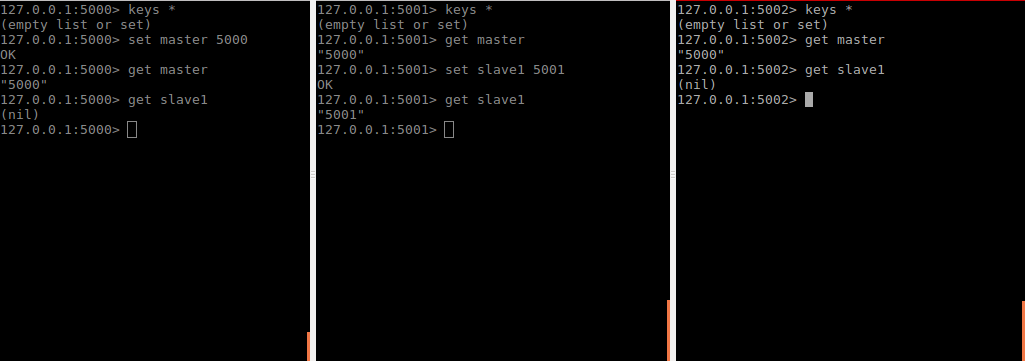 127.0.0.1:5000> keys *
(empty list or set)
127.0.0.1:5000> set master 5000
OK
127.0.0.1:5000> get master
"5000"
127.0.0.1:5000> get slave1
(nil)
127.0.0.1:5000>
127.0.0.1:5001> keys *
(empty list or set)
127.0.0.1:5001> get master
"5000"
127.0.0.1:5001> set slave1 5001
OK
127.0.0.1:5001> get slave1
"5001"
127.0.0.1:5001>
127.0.0.1:5002> keys *
(empty list or set)
127.0.0.1:5002> get master
"5000"
127.0.0.1:5002> get slave1
(nil)
127.0.0.1:5002>